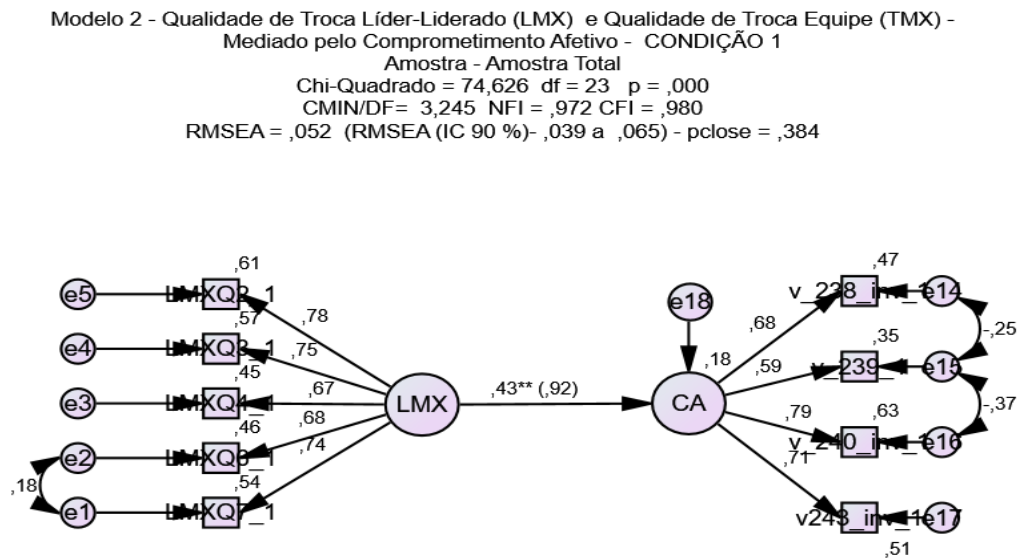 Modelo 2 - Qualidade de Troca Líder-Liderado (LMX) e Qualidade de Troca Equipe (TMX) -
Mediado pelo Comprometimento Afetivo - CONDIÇÃO 1
Amostra - Amostra Total
Chi-Quadrado = 74,626 df = 23 p = ,000
CMIN/DF= 3,245 NFI = ,972 CFI = ,980
RMSEA = ,052 (RMSEA (IC 90 %)- ,039 a ,065) - pclose = ,384
,61
e5
,78
,57
e4
,75
,45
e3
,67
,46
e2
,68
,54
e1
,74
,18
LMX
,43** (,92)
e18
,18
CA
,47
,68
e14
-,25
,35
,59
e15
-,37
,63
,79
e16
,71
e17
,51